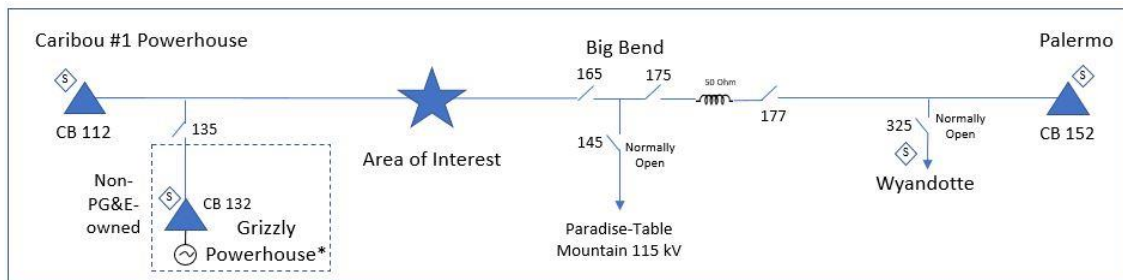 Caribou #1 Powerhouse
Big Bend
Palermo
S
165
175
50 Ohm
S
CB 112
135
Area of Interest
145
Normally
Open
177
325
Normally
Open
CB 152
Non-
PG&E-
owned
S
CB 132
Grizzly
Powerhouse*
Paradise-Table
Mountain 115 kV
S
Wyandotte